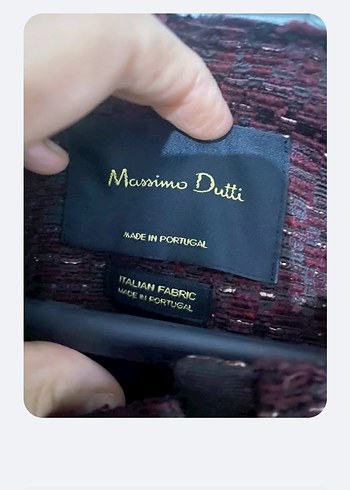 Massimo Dutti
MADE IN PORTUGAL
ITALIAN FABRIC
MADE IN PORTUGAL